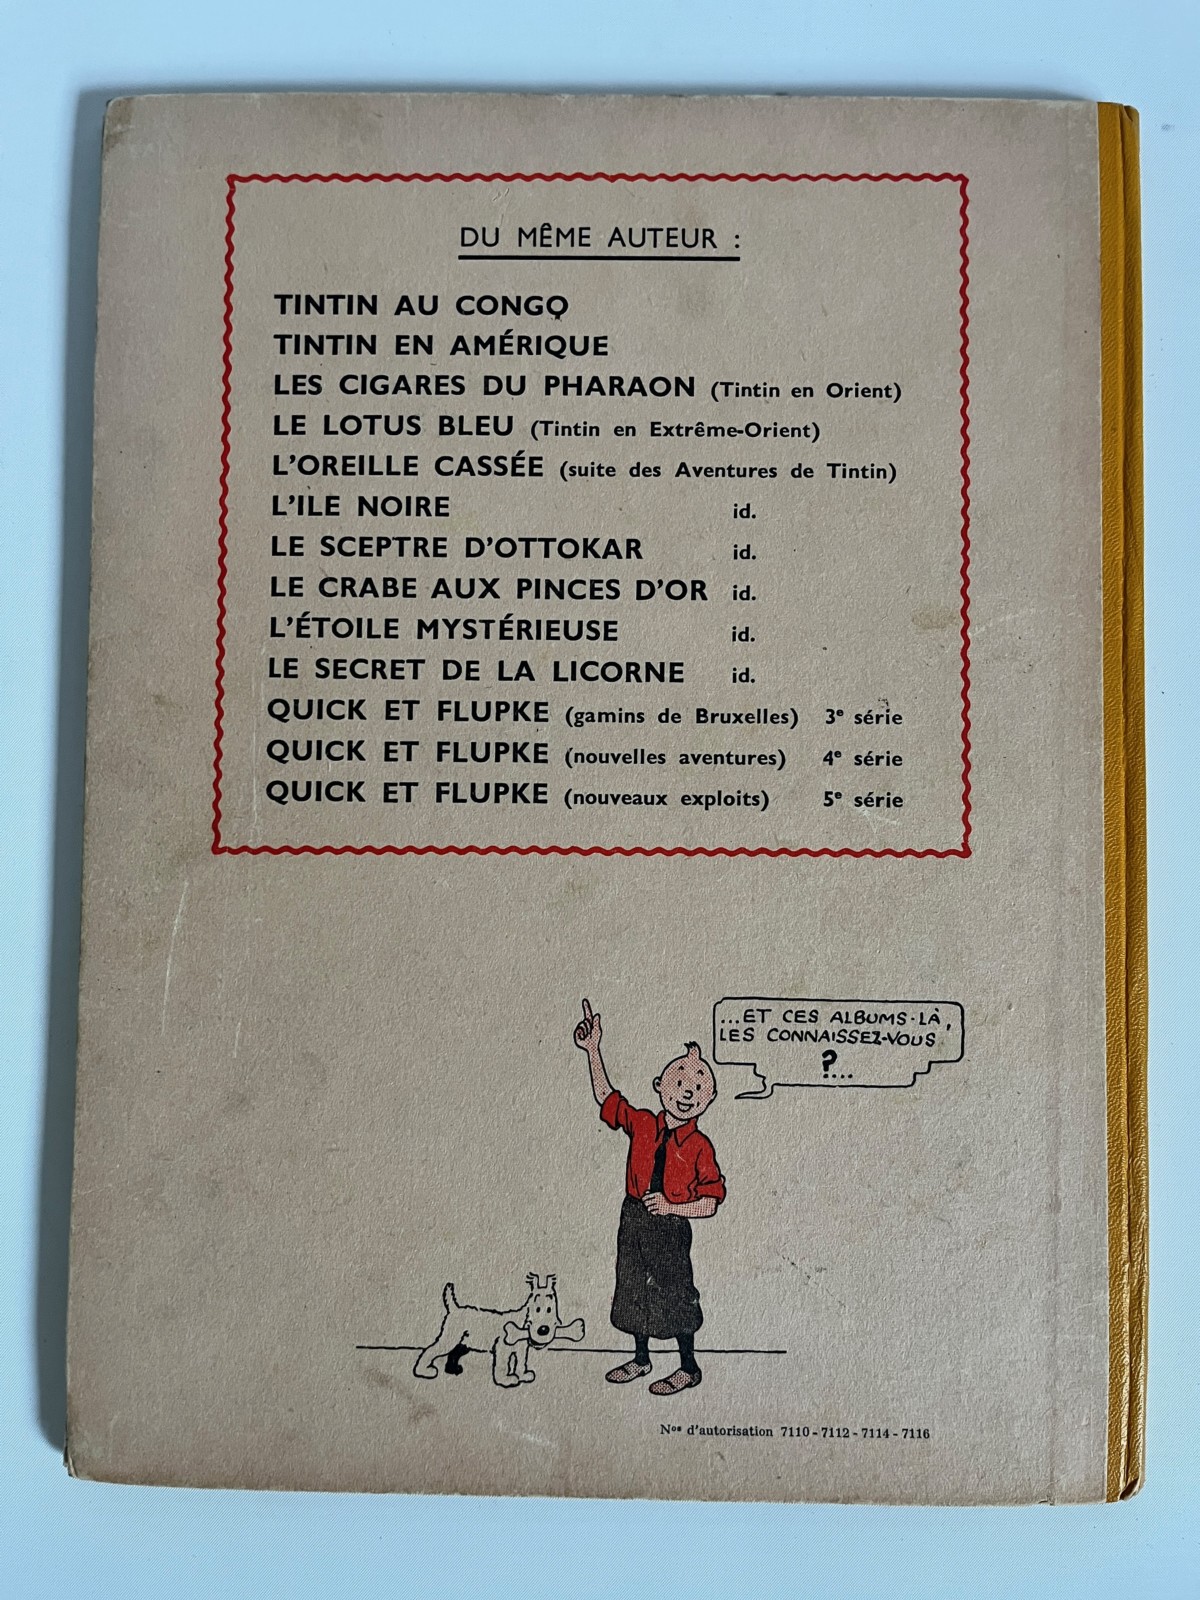 DU MÊME AUTEUR :
TINTIN AU CONGO
TINTIN EN AMÉRIQUE
LES CIGARES DU PHARAON (Tintin en Orient)
LE LOTUS BLEU (Tintin en Extrême-Orient)
L'OREILLE CASSÉE (suite des Aventures de Tintin)
L'ILE NOIRE id.
LE SCEPTRE D'OTTOKAR id.
LE CRABE AUX PINCES D'OR id.
L'ÉTOILE MYSTÉRIEUSE id.
LE SECRET DE LA LICORNE id.
QUICK ET FLUPKE (gamins de Bruxelles) 3e série
QUICK ET FLUPKE (nouvelles aventures) 4e série
QUICK ET FLUPKE (nouveaux exploits) 5e série
...ET CES ALBUMS-LÀ,
LES CONNAISSEZ-VOUS
?...
Nos d'autorisation 7110 - 7112 - 7114 - 7116